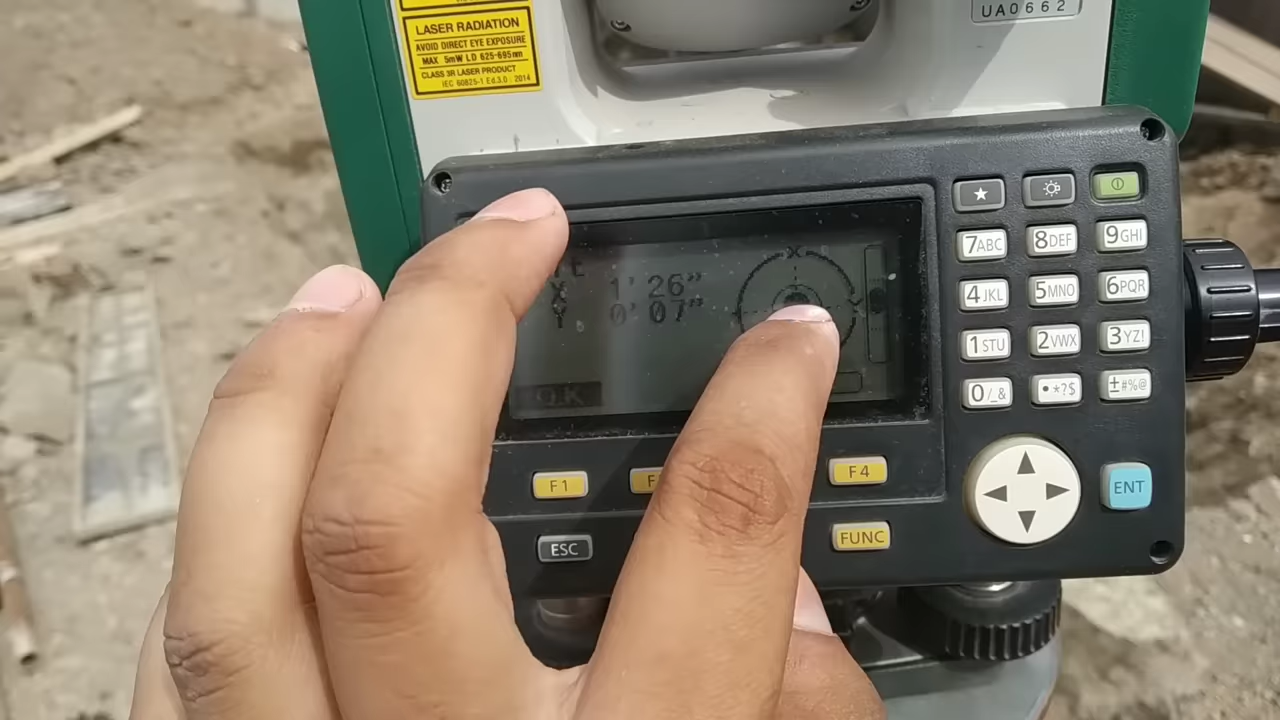 LASER RADIATION
AVOID DIRECT EYE EXPOSURE
MAX 5mW LD 625-695nm
CLASS 3R LASER PRODUCT
IEC 60825-1 Ed.3.0 : 2014
UA0662
X 1' 26"
Y 0' 07"
X
Y
OK
★
7ABC 8DEF 9GHI
4JKL 5MNO 6PQR
1STU 2VWX 3YZ!
0/_& •*?$ ±#%@
F1
F4
ENT
ESC
FUNC